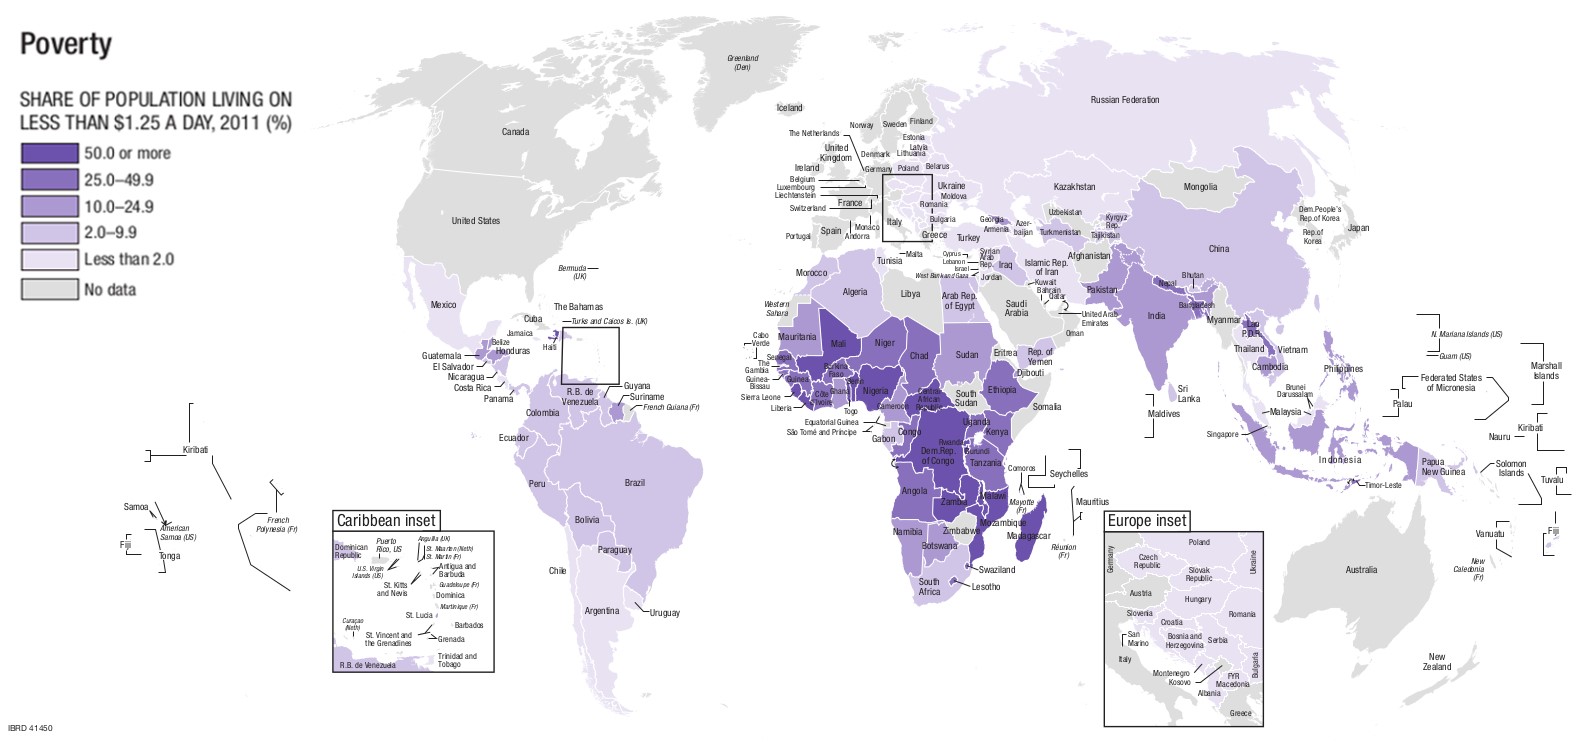 Poverty
SHARE OF POPULATION LIVING ON
LESS THAN $1.25 A DAY, 2011 (%)
50.0 or more
25.0–49.9
10.0–24.9
2.0–9.9
Less than 2.0
No data
Greenland
(Den)
Canada
United States
Bermuda
(UK)
The Bahamas
Turks and Caicos Is. (UK)
Cuba
Mexico
Jamaica
Belize
Haiti
Honduras
Guatemala
El Salvador
Nicaragua
Costa Rica
Panama
R.B. de
Venezuela
Guyana
Suriname
French Guiana (Fr)
Colombia
Ecuador
Peru
Brazil
Bolivia
Paraguay
Chile
Argentina
Uruguay
Kiribati
Samoa
American
Samoa (US)
Fiji
Tonga
French
Polynesia (Fr)
Iceland
Norway
Sweden
Finland
Estonia
Latvia
Lithuania
The Netherlands
United
Kingdom
Denmark
Ireland
Germany
Poland
Belarus
Belgium
Luxembourg
Liechtenstein
Switzerland
France
Ukraine
Moldova
Romania
Italy
Bulgaria
Portugal
Spain
Andorra
Monaco
Greece
Russian Federation
Kazakhstan
Mongolia
Georgia
Armenia
Azer-
baijan
Uzbekistan
Turkmenistan
Kyrgyz
Rep.
Tajikistan
Turkey
Malta
Tunisia
Morocco
Cyprus
Lebanon
Israel
West Bank and Gaza
Syrian
Arab
Rep.
Jordan
Iraq
Islamic Rep.
of Iran
Kuwait
Bahrain
Qatar
Saudi
Arabia
United Arab
Emirates
Oman
Rep. of
Yemen
Afghanistan
Pakistan
India
Nepal
Bhutan
Bangladesh
China
Dem.People's
Rep.of Korea
Rep.of
Korea
Japan
Myanmar
Lao
P.D.R.
Thailand
Vietnam
Cambodia
Philippines
Sri
Lanka
Maldives
Brunei
Darussalam
Malaysia
Singapore
Indonesia
Timor-Leste
Papua
New Guinea
N. Mariana Islands (US)
Guam (US)
Federated States
of Micronesia
Palau
Marshall
Islands
Nauru
Kiribati
Solomon
Islands
Tuvalu
Vanuatu
Fiji
New
Caledonia
(Fr)
Australia
New
Zealand
Western
Sahara
Algeria
Libya
Arab Rep.
of Egypt
Cabo
Verde
Mauritania
Mali
Niger
Chad
Sudan
Eritrea
Djibouti
Senegal
The
Gambia
Guinea-
Bissau
Guinea
Sierra Leone
Liberia
Burkina
Faso
Côte
d'Ivoire
Ghana
Togo
Benin
Nigeria
Cameroon
Central
African
Republic
South
Sudan
Ethiopia
Somalia
Equatorial Guinea
São Tomé and Príncipe
Gabon
Congo
Dem.Rep.
of Congo
Uganda
Kenya
Rwanda
Burundi
Tanzania
Angola
Zambia
Malawi
Mozambique
Zimbabwe
Namibia
Botswana
South
Africa
Swaziland
Lesotho
Madagascar
Comoros
Mayotte
(Fr)
Seychelles
Mauritius
Réunion
(Fr)
Caribbean inset
Dominican
Republic
Puerto
Rico, US
U.S. Virgin
Islands (US)
Anguilla (UK)
St. Maarten (Neth)
St. Martin (Fr)
Antigua and
Barbuda
St. Kitts
and Nevis
Guadeloupe (Fr)
Dominica
Martinique (Fr)
St. Lucia
Barbados
Curaçao
(Neth)
St. Vincent and
the Grenadines
Grenada
Trinidad and
Tobago
R.B. de Venezuela
Europe inset
Germany
Poland
Czech
Republic
Slovak
Republic
Ukraine
Austria
Hungary
Slovenia
Croatia
Romania
San
Marino
Bosnia and
Herzegovina
Serbia
Italy
Montenegro
Kosovo
FYR
Macedonia
Bulgaria
Albania
Greece
IBRD 41450